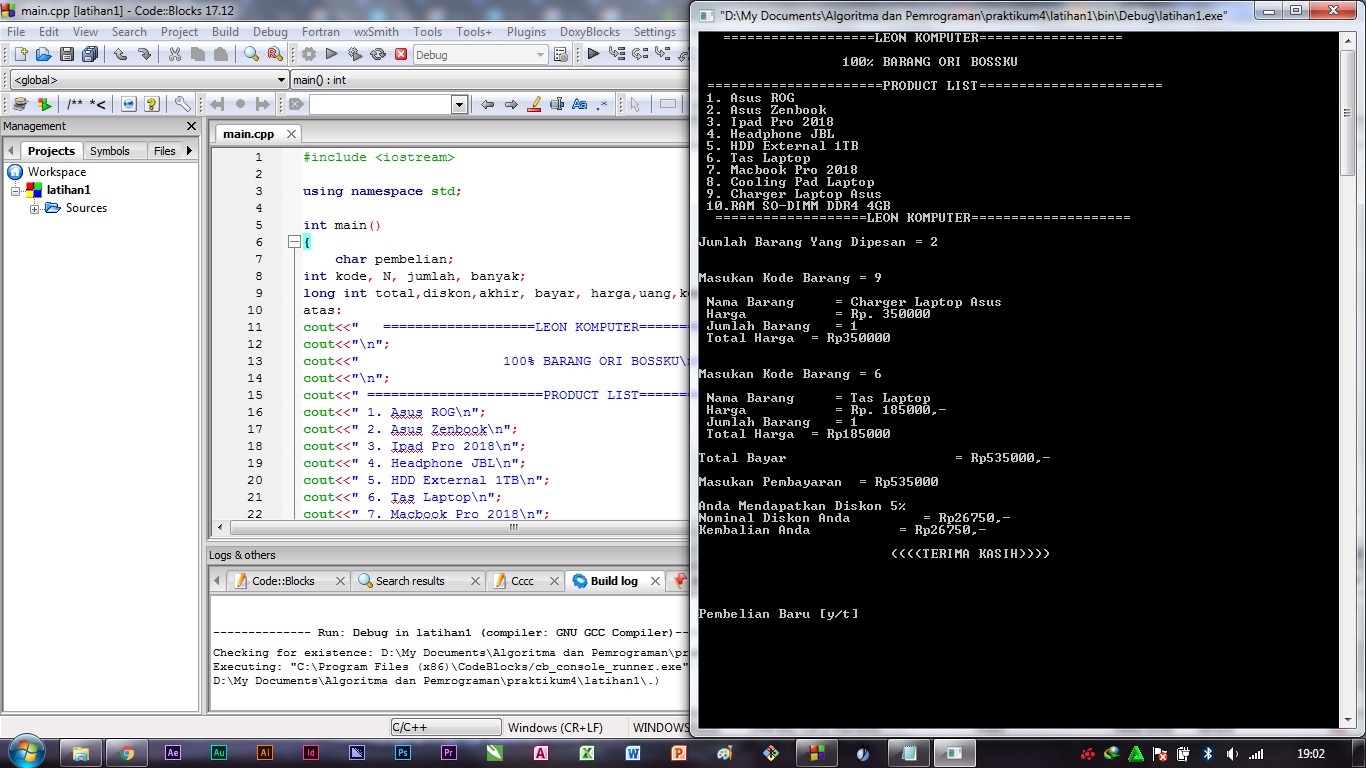 main.cpp [latihan1] - Code::Blocks 17.12
File Edit View Search Project Build Debug Fortran wxSmith Tools Tools+ Plugins DoxyBlocks Settings
Debug
<global> main() : int
/** *< Aa .*
Management
Projects Symbols Files
Workspace
latihan1
Sources
main.cpp
1 #include <iostream>
2
3 using namespace std;
4
5 int main()
6 {
7 char pembelian;
8 int kode, N, jumlah, banyak;
9 long int total,diskon,akhir, bayar, harga,uang,
10 atas:
11 cout<<"   ===================LEON KOMPUTER=======
12 cout<<"\n";
13 cout<<"                  100% BARANG ORI BOSSKU\
14 cout<<"\n";
15 cout<<" ======================PRODUCT LIST=======
16 cout<<" 1. Asus ROG\n";
17 cout<<" 2. Asus Zenbook\n";
18 cout<<" 3. Ipad Pro 2018\n";
19 cout<<" 4. Headphone JBL\n";
20 cout<<" 5. HDD External 1TB\n";
21 cout<<" 6. Tas Laptop\n";
22 cout<<" 7. Macbook Pro 2018\n";
Logs & others
Code::Blocks Search results Cccc Build log
-------------- Run: Debug in latihan1 (compiler: GNU GCC Compiler)--
Checking for existence: D:\My Documents\Algoritma dan Pemrograman\pr
Executing: "C:\Program Files (x86)\CodeBlocks/cb_console_runner.exe"
D:\My Documents\Algoritma dan Pemrograman\praktikum4\latihan1\.)
C/C++ Windows (CR+LF) WINDOWS
"D:\My Documents\Algoritma dan Pemrograman\praktikum4\latihan1\bin\Debug\latihan1.exe"
===================LEON KOMPUTER==================
100% BARANG ORI BOSSKU
======================PRODUCT LIST=======================
1. Asus ROG
2. Asus Zenbook
3. Ipad Pro 2018
4. Headphone JBL
5. HDD External 1TB
6. Tas Laptop
7. Macbook Pro 2018
8. Cooling Pad Laptop
9. Charger Laptop Asus
10.RAM SO-DIMM DDR4 4GB
===================LEON KOMPUTER====================
Jumlah Barang Yang Dipesan = 2
Masukan Kode Barang = 9
Nama Barang = Charger Laptop Asus
Harga = Rp. 350000
Jumlah Barang = 1
Total Harga = Rp350000
Masukan Kode Barang = 6
Nama Barang = Tas Laptop
Harga = Rp. 185000,-
Jumlah Barang = 1
Total Harga = Rp185000
Total Bayar = Rp535000,-
Masukan Pembayaran = Rp535000
Anda Mendapatkan Diskon 5%
Nominal Diskon Anda = Rp26750,-
Kembalian Anda = Rp26750,-
<<<<TERIMA KASIH>>>>
Pembelian Baru [y/t]
Ae Au Ai Id Ps Pr A X W P 19:02